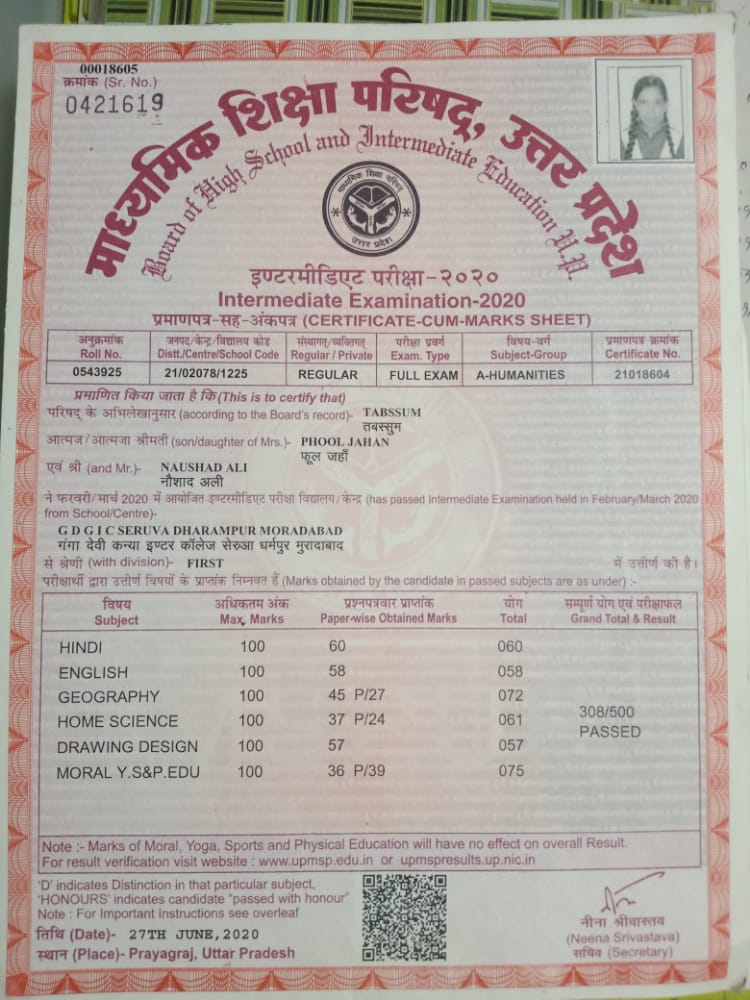 00018605
क्रमांक (Sr. No.)
0421619
माध्यमिक शिक्षा परिषद्, उत्तर प्रदेश
Board of High School and Intermediate Education U.P.
माध्यमिक शिक्षा परिषद्
उत्तर प्रदेश
इण्टरमीडिएट परीक्षा-२०२०
Intermediate Examination-2020
प्रमाणपत्र-सह-अंकपत्र (CERTIFICATE-CUM-MARKS SHEET)
अनुक्रमांक जनपद/केन्द्र/विद्यालय कोड संस्थागत/व्यक्तिगत परीक्षा प्रवर्ग विषय-वर्ग प्रमाणपत्र क्रमांक
Roll No. Distt./Centre/School Code Regular / Private Exam. Type Subject-Group Certificate No.
0543925 21/02078/1225 REGULAR FULL EXAM A-HUMANITIES 21018604
प्रमाणित किया जाता है कि (This is to certify that)
परिषद् के अभिलेखानुसार (according to the Board's record)- TABSSUM
तबस्सुम
आत्मज/आत्मजा श्रीमती (son/daughter of Mrs.)- PHOOL JAHAN
फूल जहाँ
एवं श्री (and Mr.)- NAUSHAD ALI
नौशाद अली
ने फरवरी/मार्च 2020 में आयोजित इण्टरमीडिएट परीक्षा विद्यालय/केन्द्र (has passed Intermediate Examination held in February/March 2020
from School/Centre)-
G D G I C SERUVA DHARAMPUR MORADABAD
गंगा देवी कन्या इण्टर कॉलेज सेरुआ धर्मपुर मुरादाबाद
से श्रेणी (with division)- FIRST में उत्तीर्ण की है।
परीक्षार्थी द्वारा उत्तीर्ण विषयों के प्राप्तांक निम्नवत हैं (Marks obtained by the candidate in passed subjects are as under) :-
विषय अधिकतम अंक प्रश्नपत्रवार प्राप्तांक योग सम्पूर्ण योग एवं परीक्षाफल
Subject Max. Marks Paper-wise Obtained Marks Total Grand Total & Result
HINDI 100 60 060
ENGLISH 100 58 058
GEOGRAPHY 100 45 P/27 072
308/500
HOME SCIENCE 100 37 P/24 061
PASSED
DRAWING DESIGN 100 57 057
MORAL Y.S&P.EDU 100 36 P/39 075
Note :- Marks of Moral, Yoga, Sports and Physical Education will have no effect on overall Result.
For result verification visit website : www.upmsp.edu.in or upmspresults.up.nic.in
'D' indicates Distinction in that particular subject,
'HONOURS' indicates candidate "passed with honour"
Note : For Important Instructions see overleaf
तिथि (Date)- 27TH JUNE,2020
स्थान (Place)- Prayagraj, Uttar Pradesh
नीना श्रीवास्तव
(Neena Srivastava)
सचिव (Secretary)